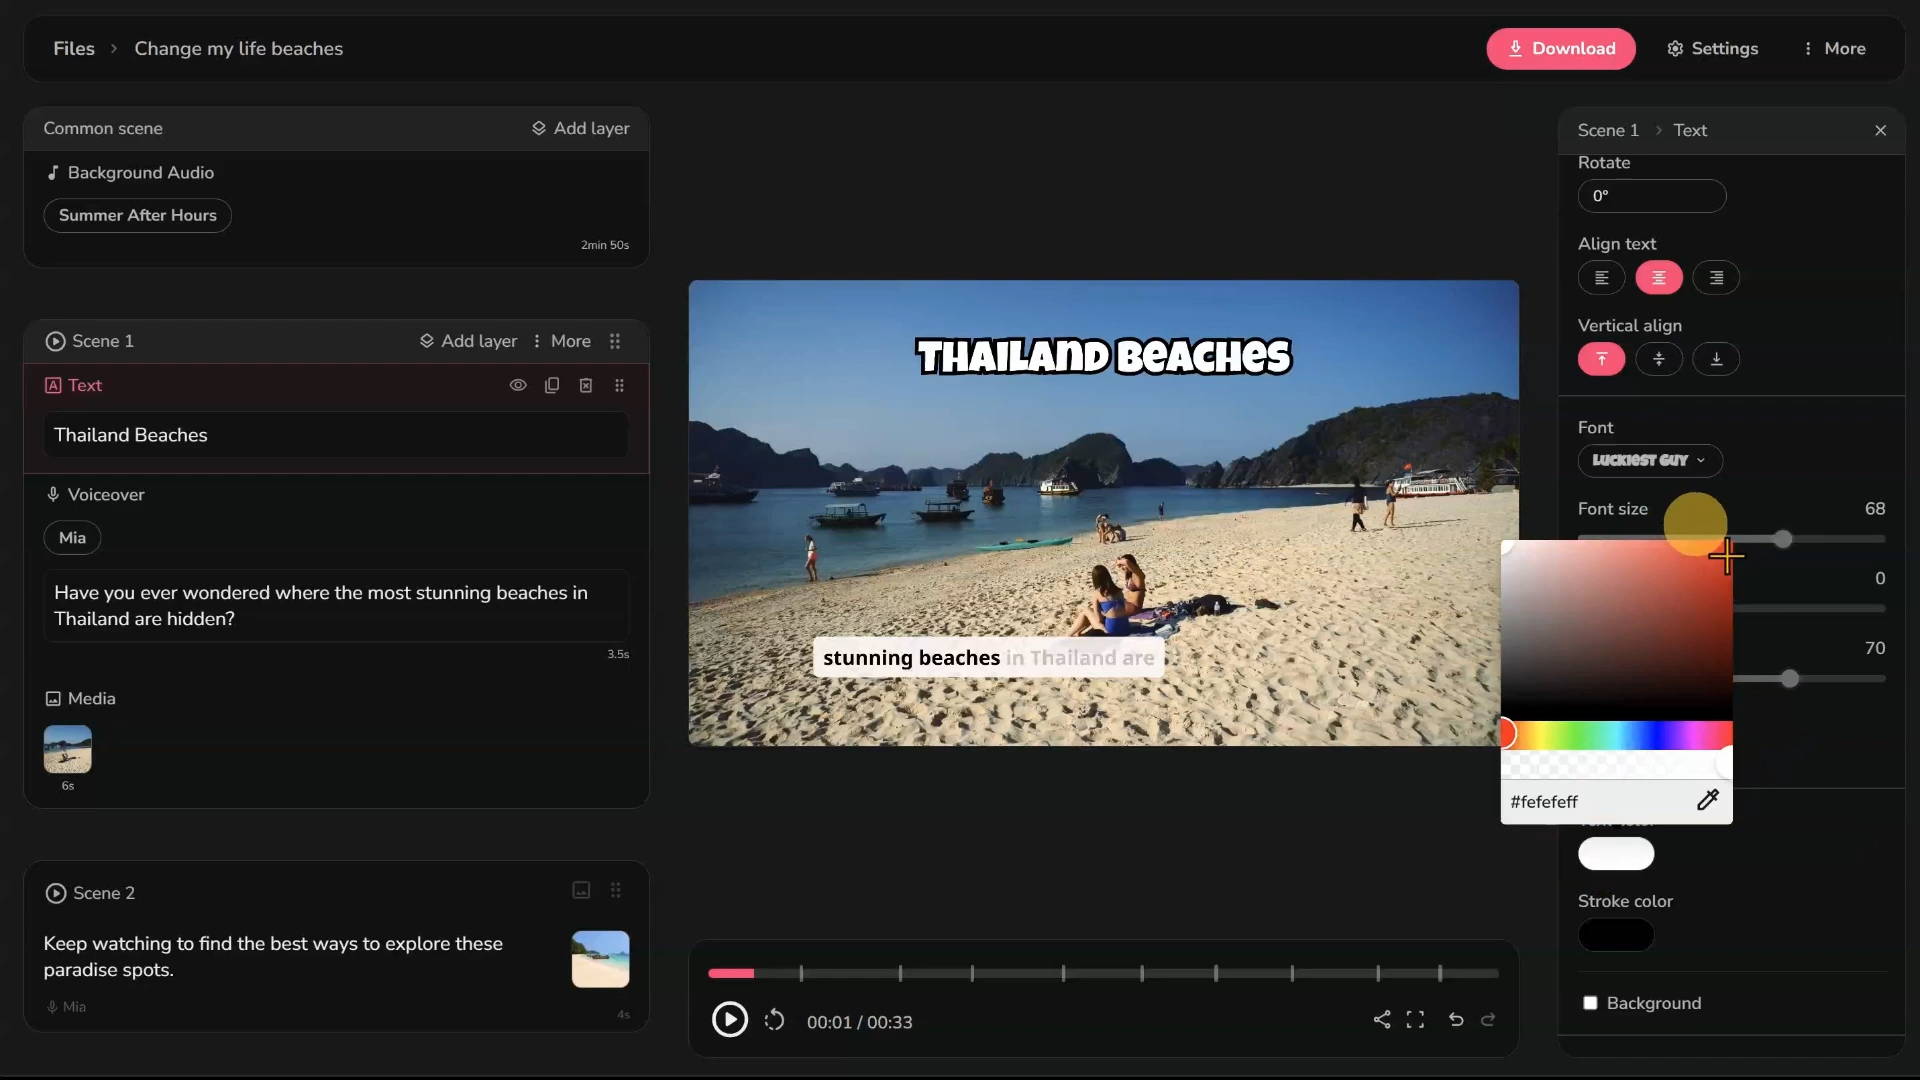 Files > Change my life beaches
Download
Settings
More
Common scene
Add layer
Background Audio
Summer After Hours
2min 50s
Scene 1
Add layer
More
Text
Thailand Beaches
Voiceover
Mia
Have you ever wondered where the most stunning beaches in
Thailand are hidden?
3.5s
Media
6s
Scene 2
Keep watching to find the best ways to explore these
paradise spots.
Mia
4s
THAILAND BEACHES
stunning beaches in Thailand are
00:01 / 00:33
Scene 1 > Text
Rotate
0°
Align text
Vertical align
Font
LUCKIEST GUY
Font size 68
0
70
#fefefeff
Stroke color
Background